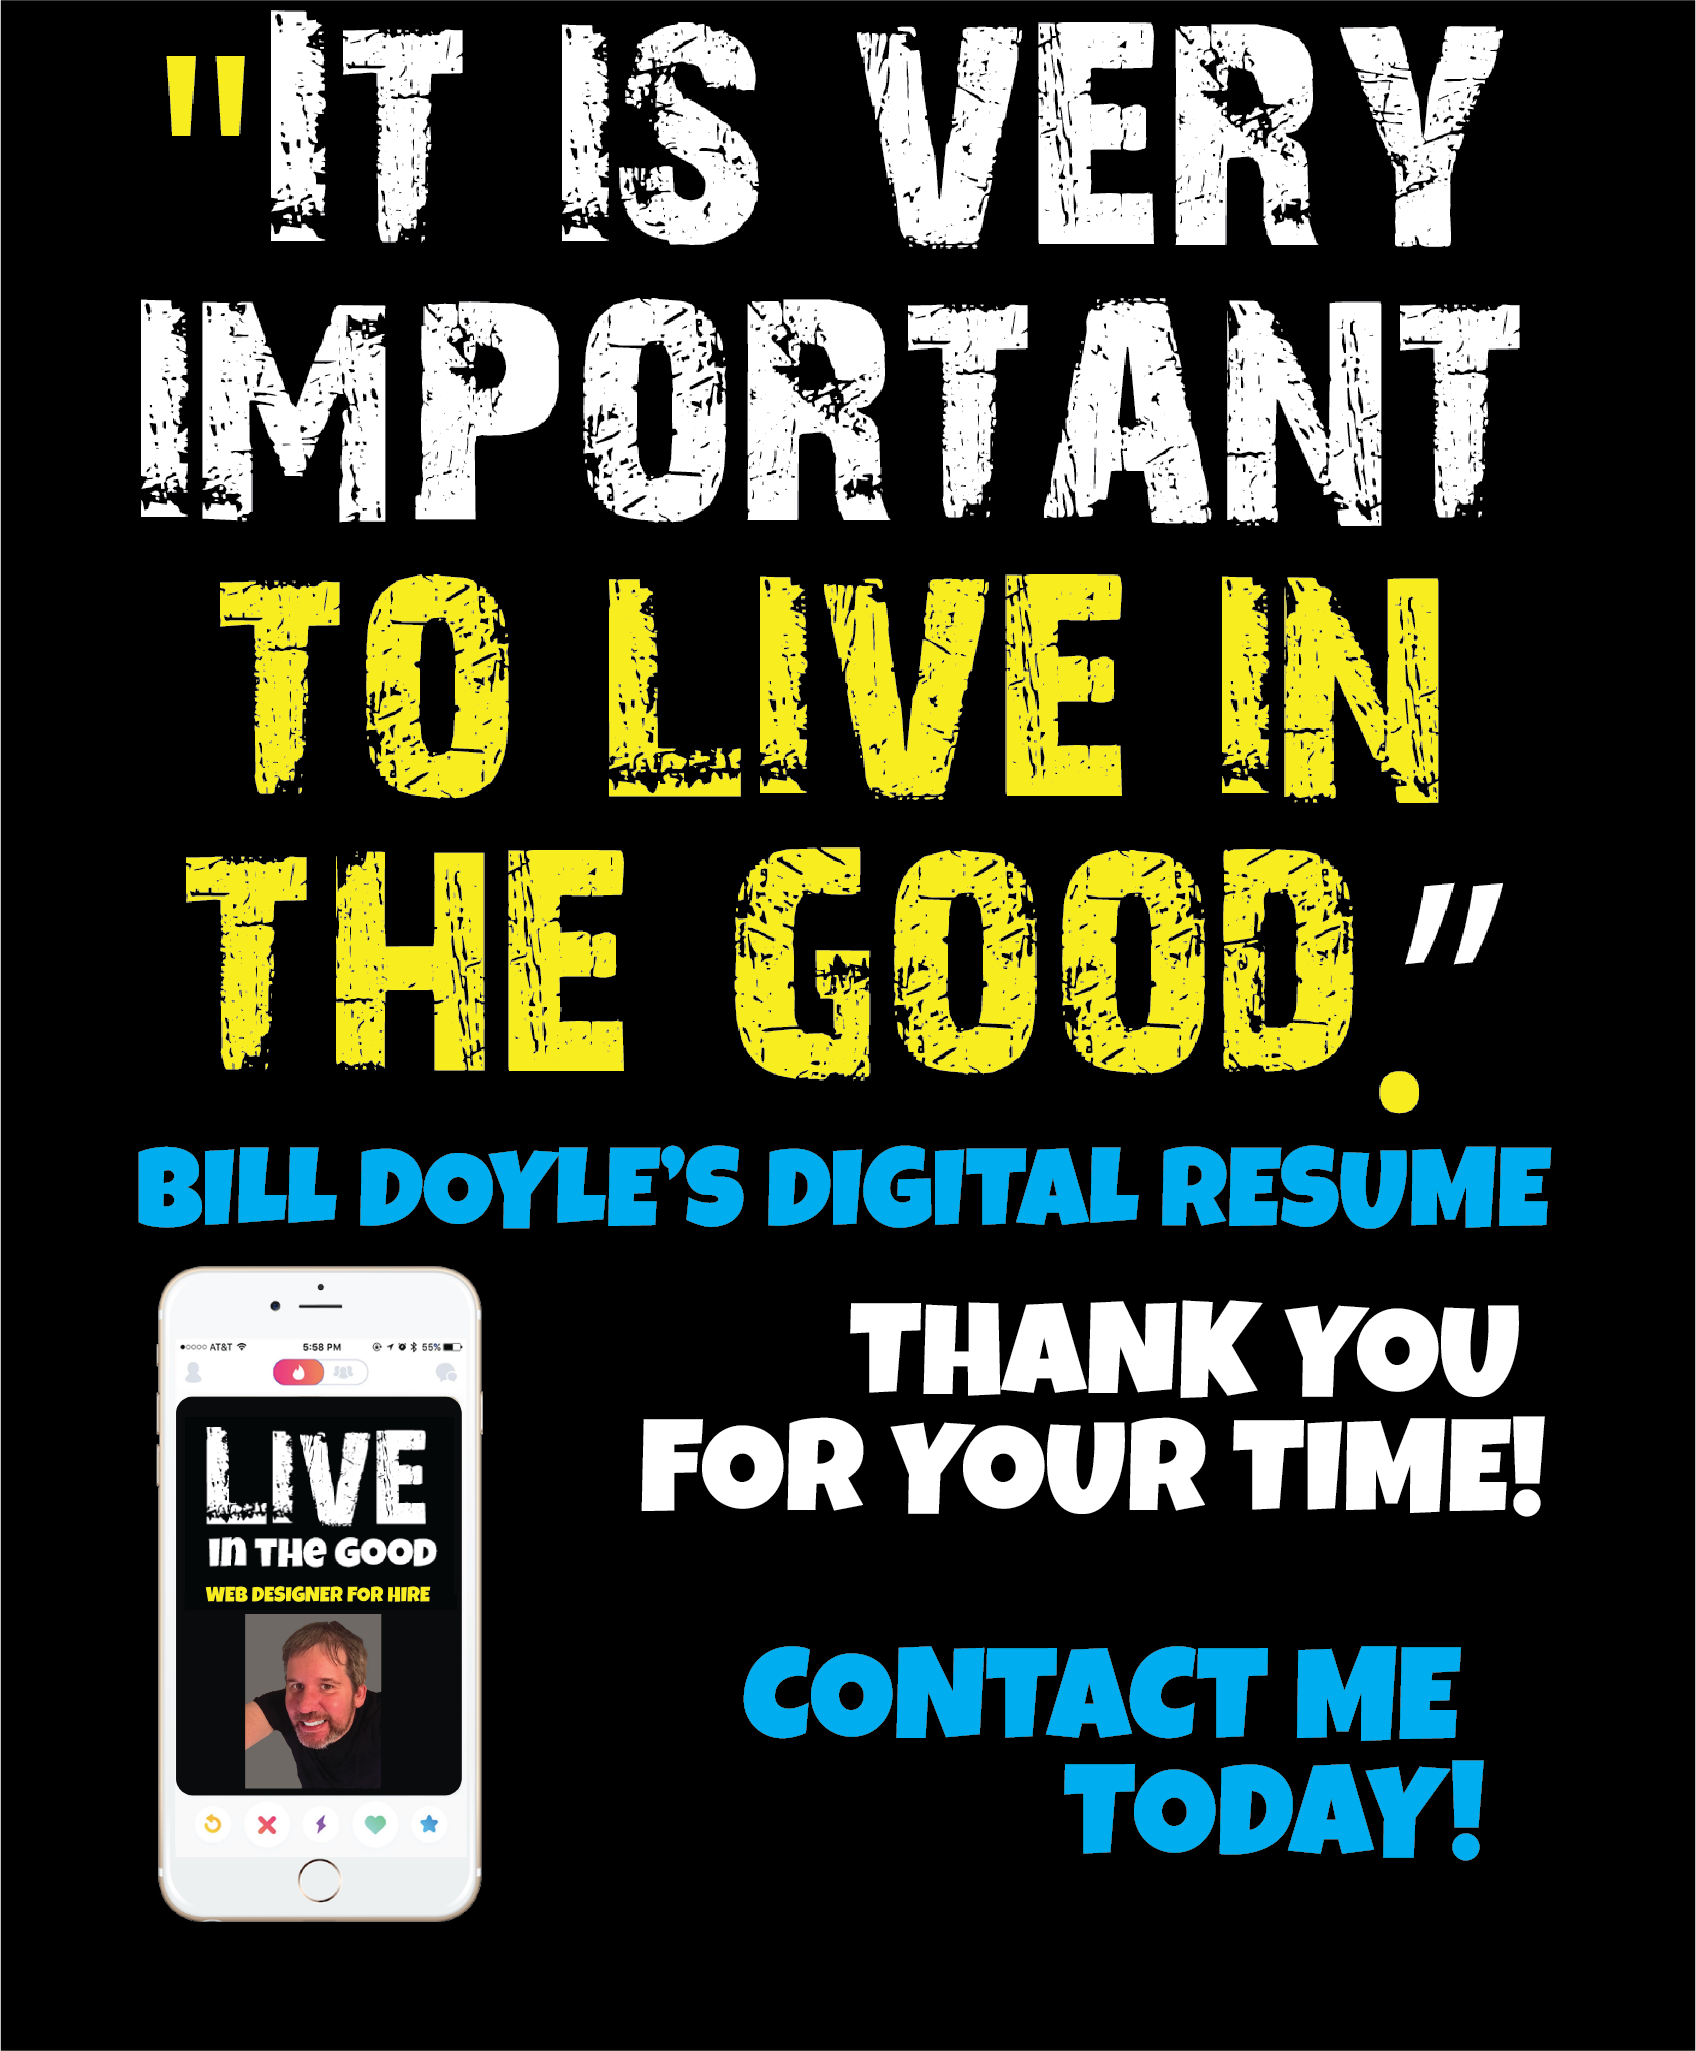 "IT IS VERY
IMPORTANT
TO LIVE IN
THE GOOD."
BILL DOYLE’S DIGITAL RESUME
THANK YOU
FOR YOUR TIME!
CONTACT ME
TODAY!
AT&T 5:58 PM 55%
LIVE
in THe GOOD
WEB DESIGNER FOR HIRE